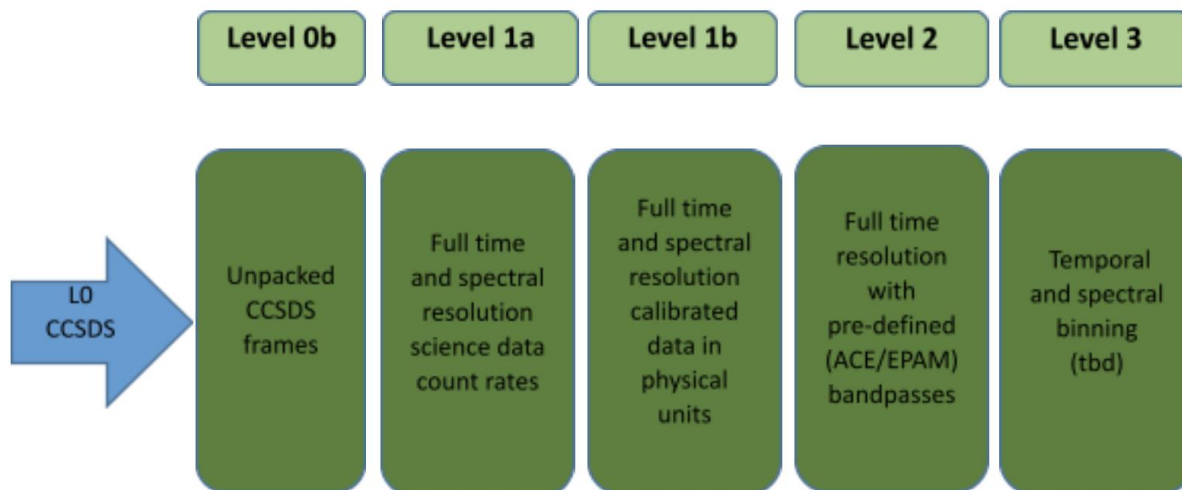 Level 0b
Level 1a
Level 1b
Level 2
Level 3
L0
CCSDS
Unpacked
CCSDS
frames
Full time
and spectral
resolution
science data
count rates
Full time
and spectral
resolution
calibrated
data in
physical
units
Full time
resolution
with
pre-defined
(ACE/EPAM)
bandpasses
Temporal
and spectral
binning
(tbd)